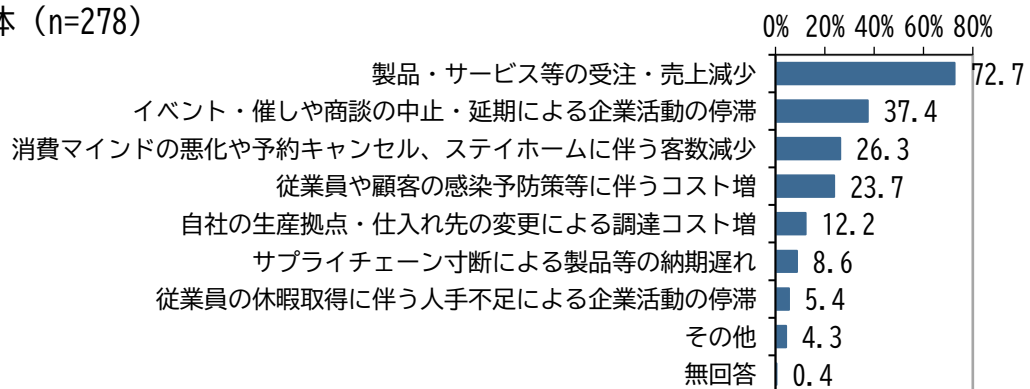 体（n=278）
0% 20% 40% 60% 80%
製品・サービス等の受注・売上減少 72.7
イベント・催しや商談の中止・延期による企業活動の停滞 37.4
消費マインドの悪化や予約キャンセル、ステイホームに伴う客数減少 26.3
従業員や顧客の感染予防策等に伴うコスト増 23.7
自社の生産拠点・仕入れ先の変更による調達コスト増 12.2
サプライチェーン寸断による製品等の納期遅れ 8.6
従業員の休暇取得に伴う人手不足による企業活動の停滞 5.4
その他 4.3
無回答 0.4